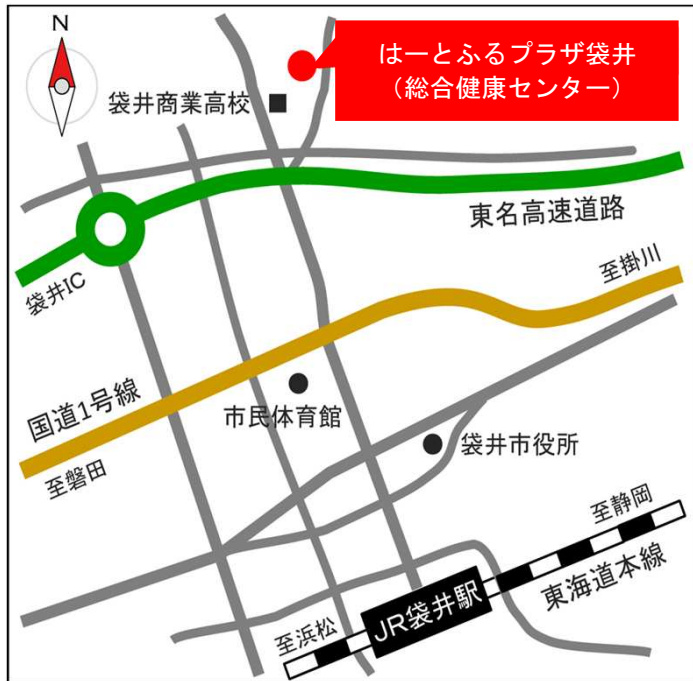 N
はーとふるプラザ袋井
（総合健康センター）
袋井商業高校
東名高速道路
袋井IC
至掛川
国道1号線
市民体育館
至磐田
袋井市役所
至静岡
東海道本線
JR袋井駅
至浜松